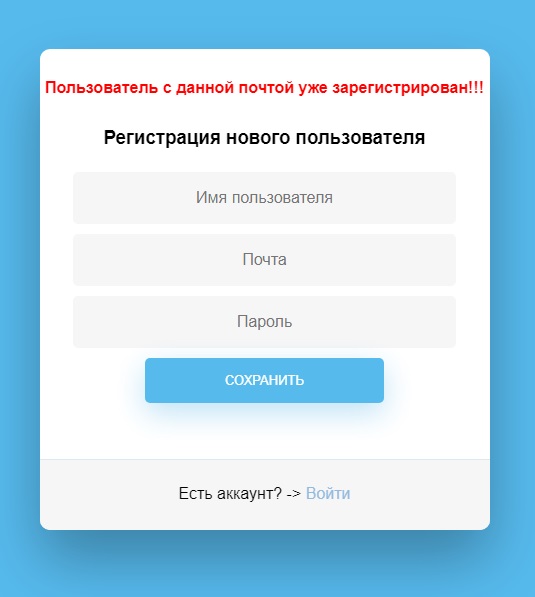 Пользователь с данной почтой уже зарегистрирован!!!
Регистрация нового пользователя
Имя пользователя
Почта
Пароль
СОХРАНИТЬ
Есть аккаунт? -> Войти